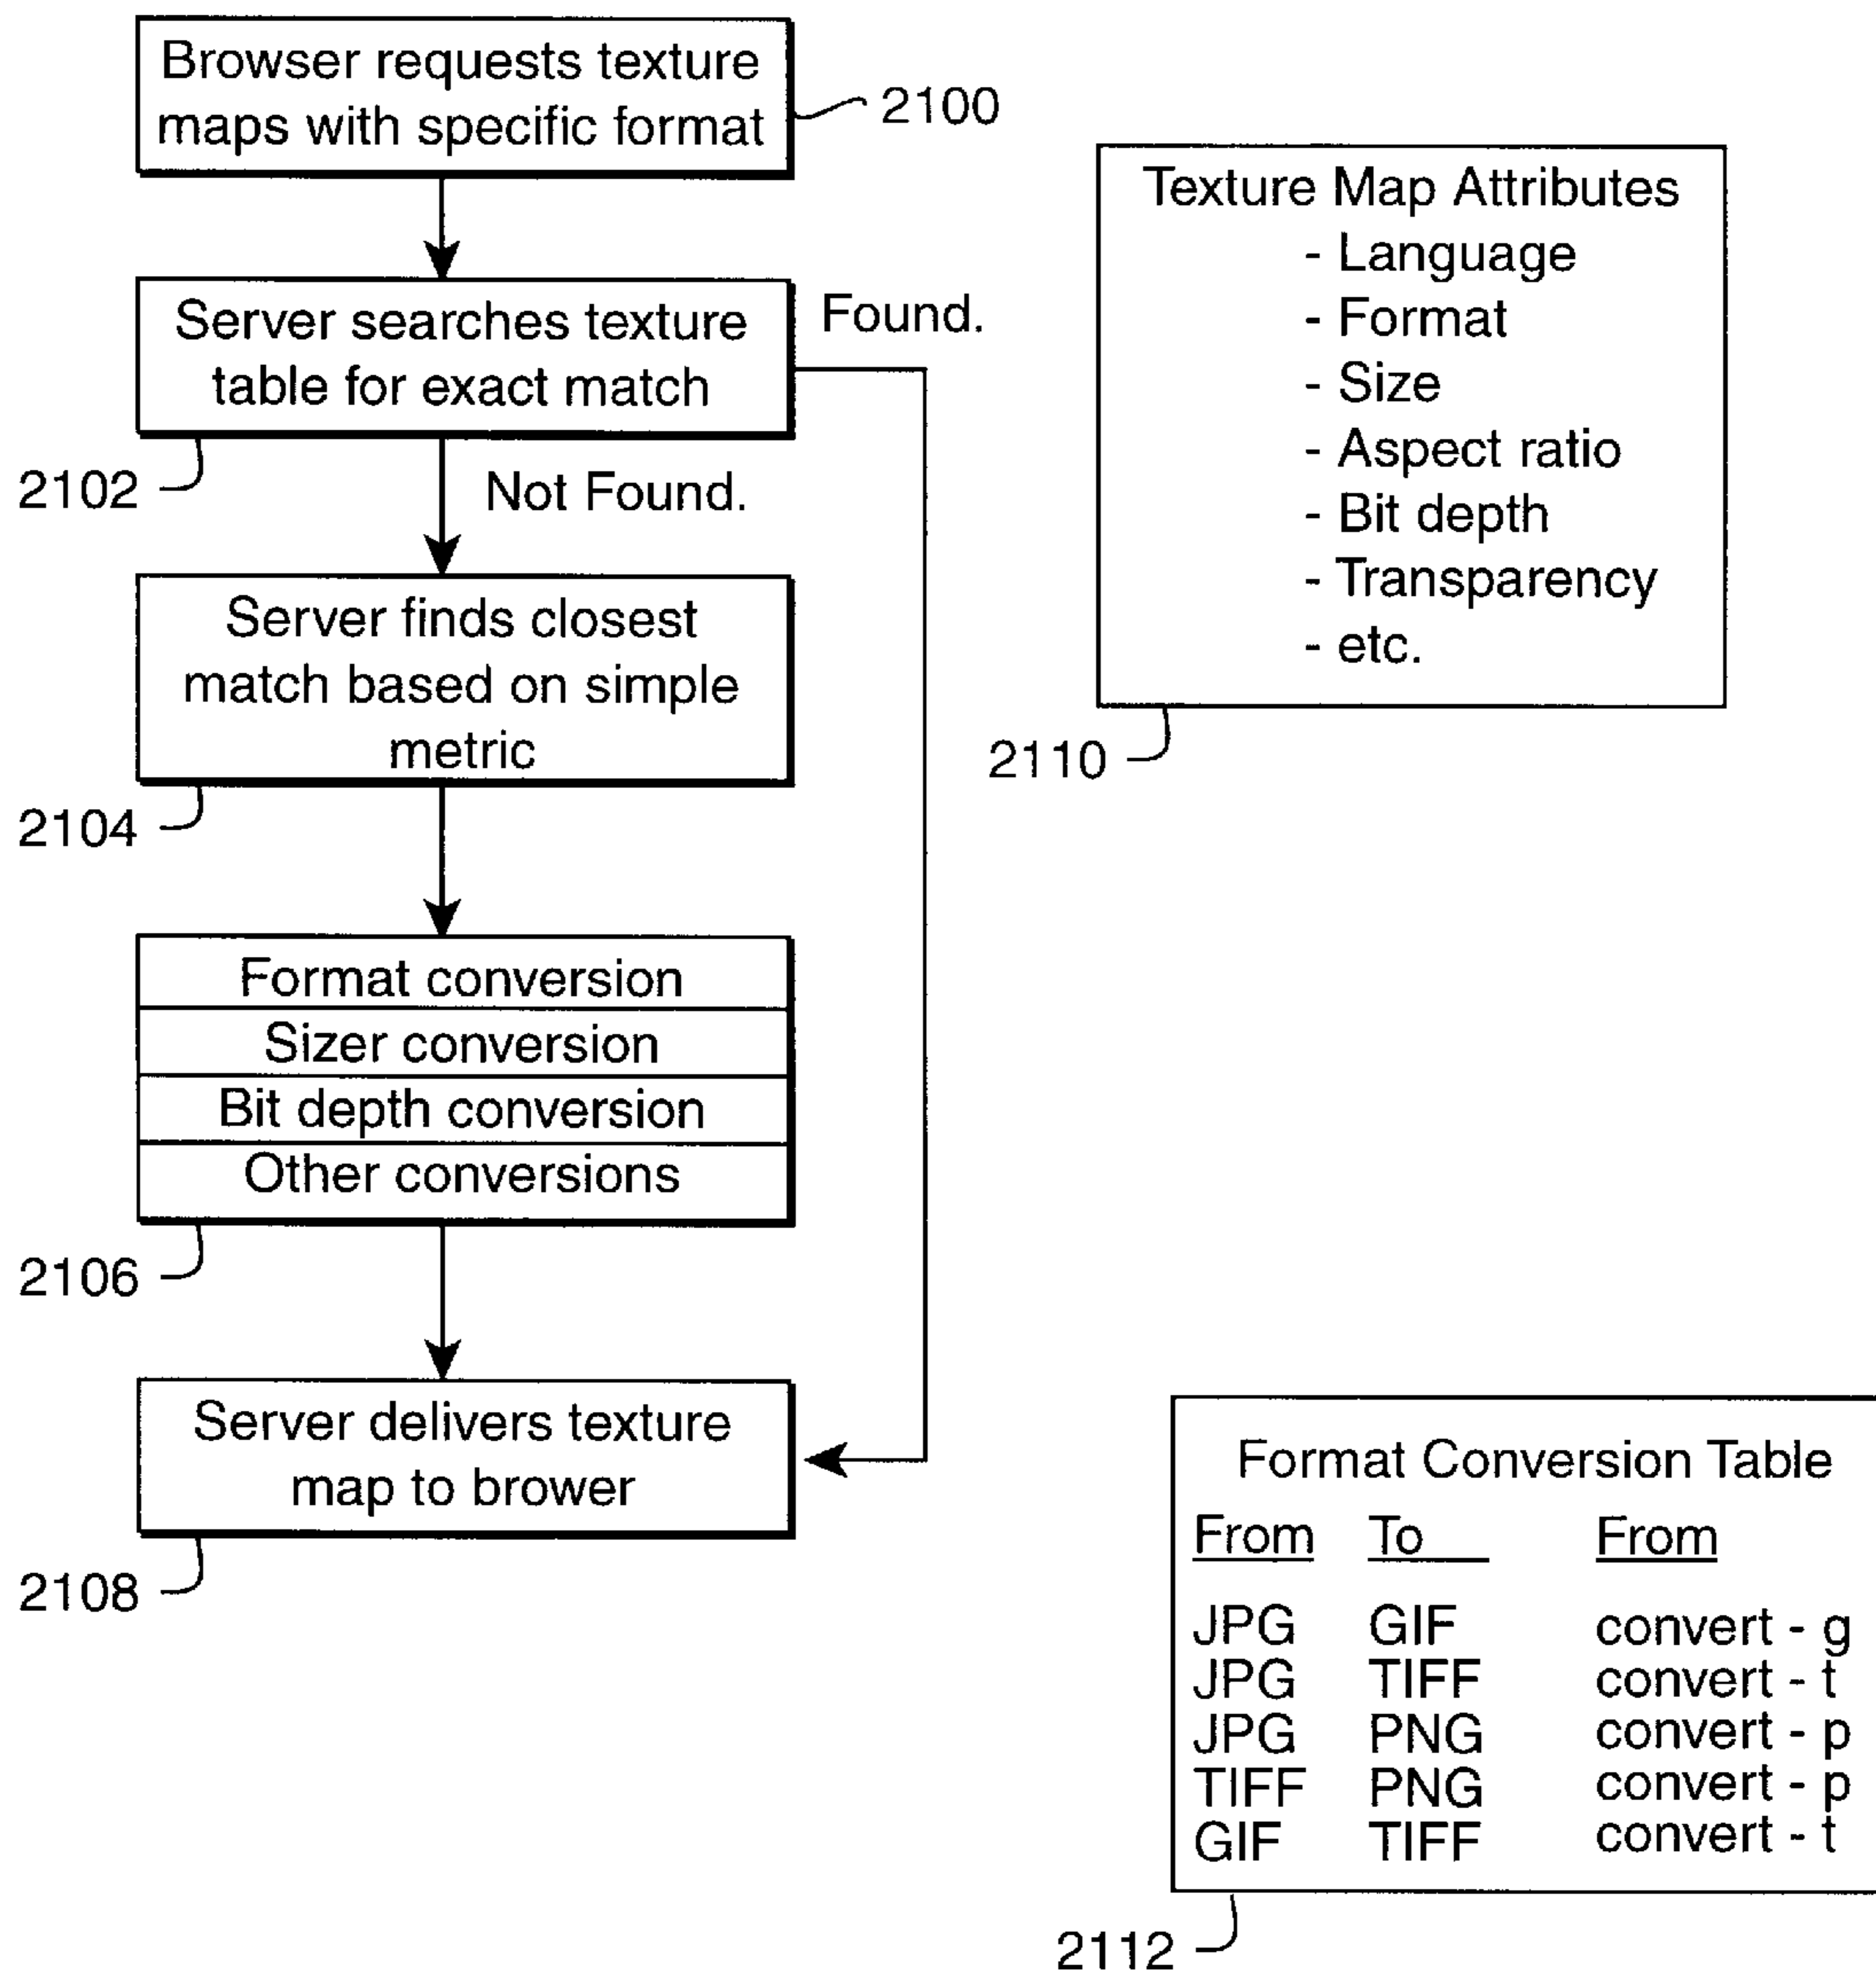 Browser requests texture
maps with specific format
2100
Server searches texture
table for exact match
Found.
2102
Not Found.
Server finds closest
match based on simple
metric
2104
Format conversion
Sizer conversion
Bit depth conversion
Other conversions
2106
Server delivers texture
map to brower
2108
Texture Map Attributes
- Language
- Format
- Size
- Aspect ratio
- Bit depth
- Transparency
- etc.
2110
Format Conversion Table
From To From
JPG GIF convert - g
JPG TIFF convert - t
JPG PNG convert - p
TIFF PNG convert - p
GIF TIFF convert - t
2112